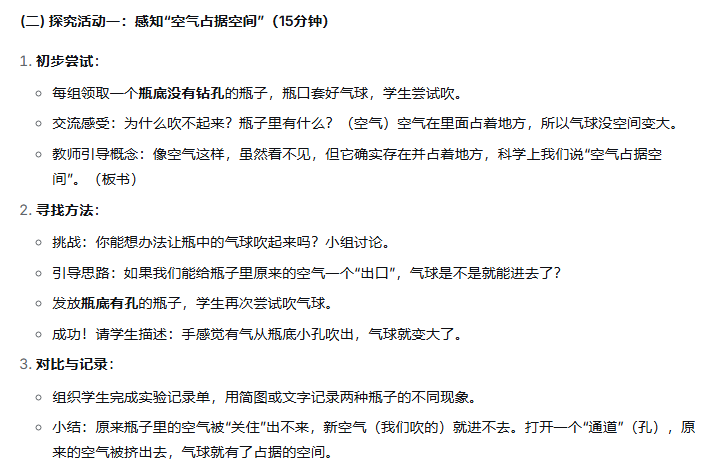 (二) 探究活动一：感知“空气占据空间”（15分钟）
1. 初步尝试：
每组领取一个瓶底没有钻孔的瓶子，瓶口套好气球，学生尝试吹。
交流感受：为什么吹不起来？瓶子里有什么？（空气）空气在里面占着地方，所以气球没空间变大。
教师引导概念：像空气这样，虽然看不见，但它确实存在并占着地方，科学上我们说“空气占据空
间”。（板书）
2. 寻找方法：
挑战：你能想办法让瓶中的气球吹起来吗？小组讨论。
引导思路：如果我们能给瓶子里原来的空气一个“出口”，气球是不是就能进去了？
发放瓶底有孔的瓶子，学生再次尝试吹气球。
成功！请学生描述：手感觉有气从瓶底小孔吹出，气球就变大了。
3. 对比与记录：
组织学生完成实验记录单，用简图或文字记录两种瓶子的不同现象。
小结：原来瓶子里的空气被“关住”出不来，新空气（我们吹的）就进不去。打开一个“通道”（孔），原
来的空气被挤出去，气球就有了占据的空间。